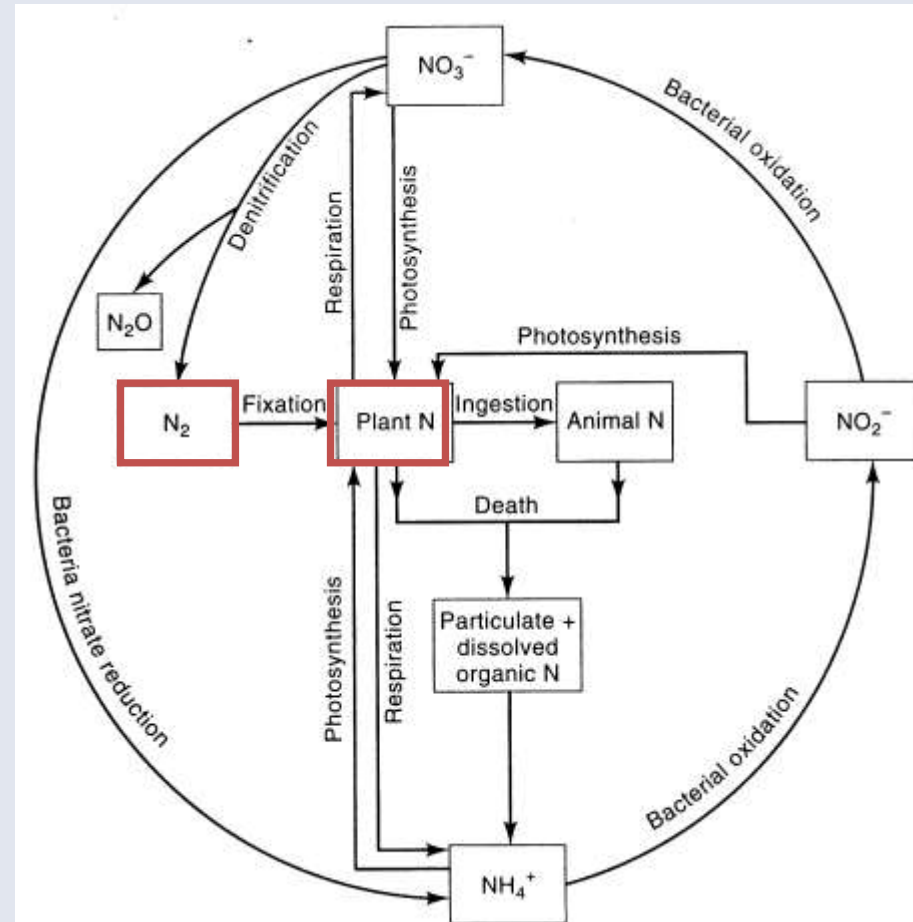 NO₃⁻
Bacterial oxidation
Denitrification
Respiration
Photosynthesis
N₂O
Photosynthesis
N₂
Fixation
Plant N
Ingestion
Animal N
NO₂⁻
Death
Bacteria nitrate reduction
Photosynthesis
Respiration
Particulate +
dissolved
organic N
Bacterial oxidation
NH₄⁺